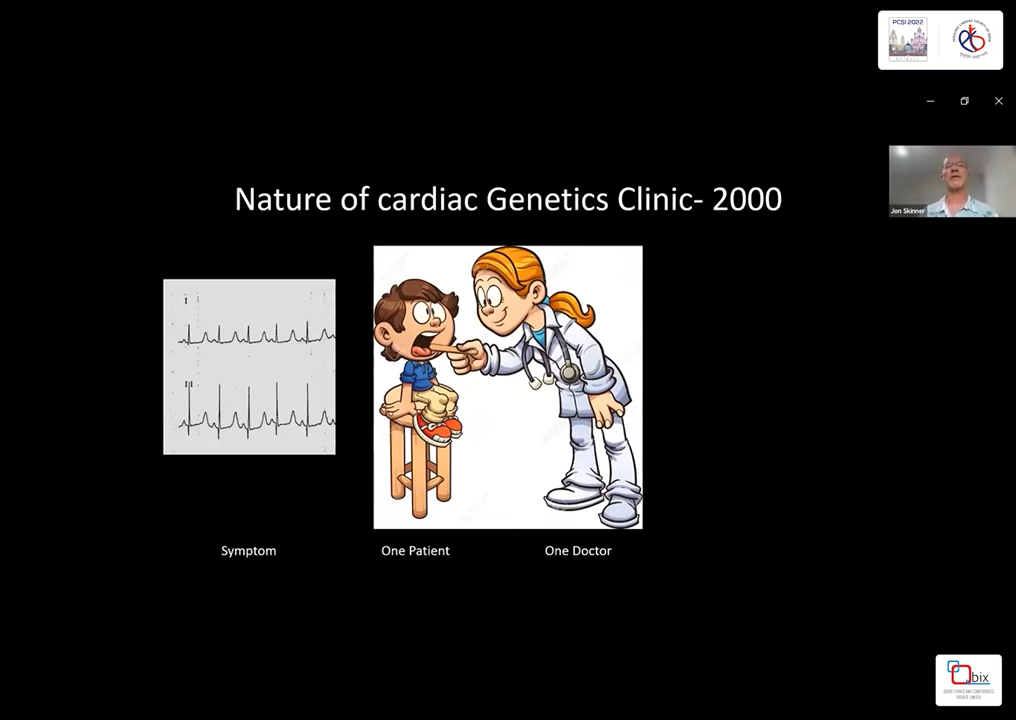 PCSI 2022
Jon Skinner
Nature of cardiac Genetics Clinic- 2000
I
Symptom
One Patient
One Doctor
bix